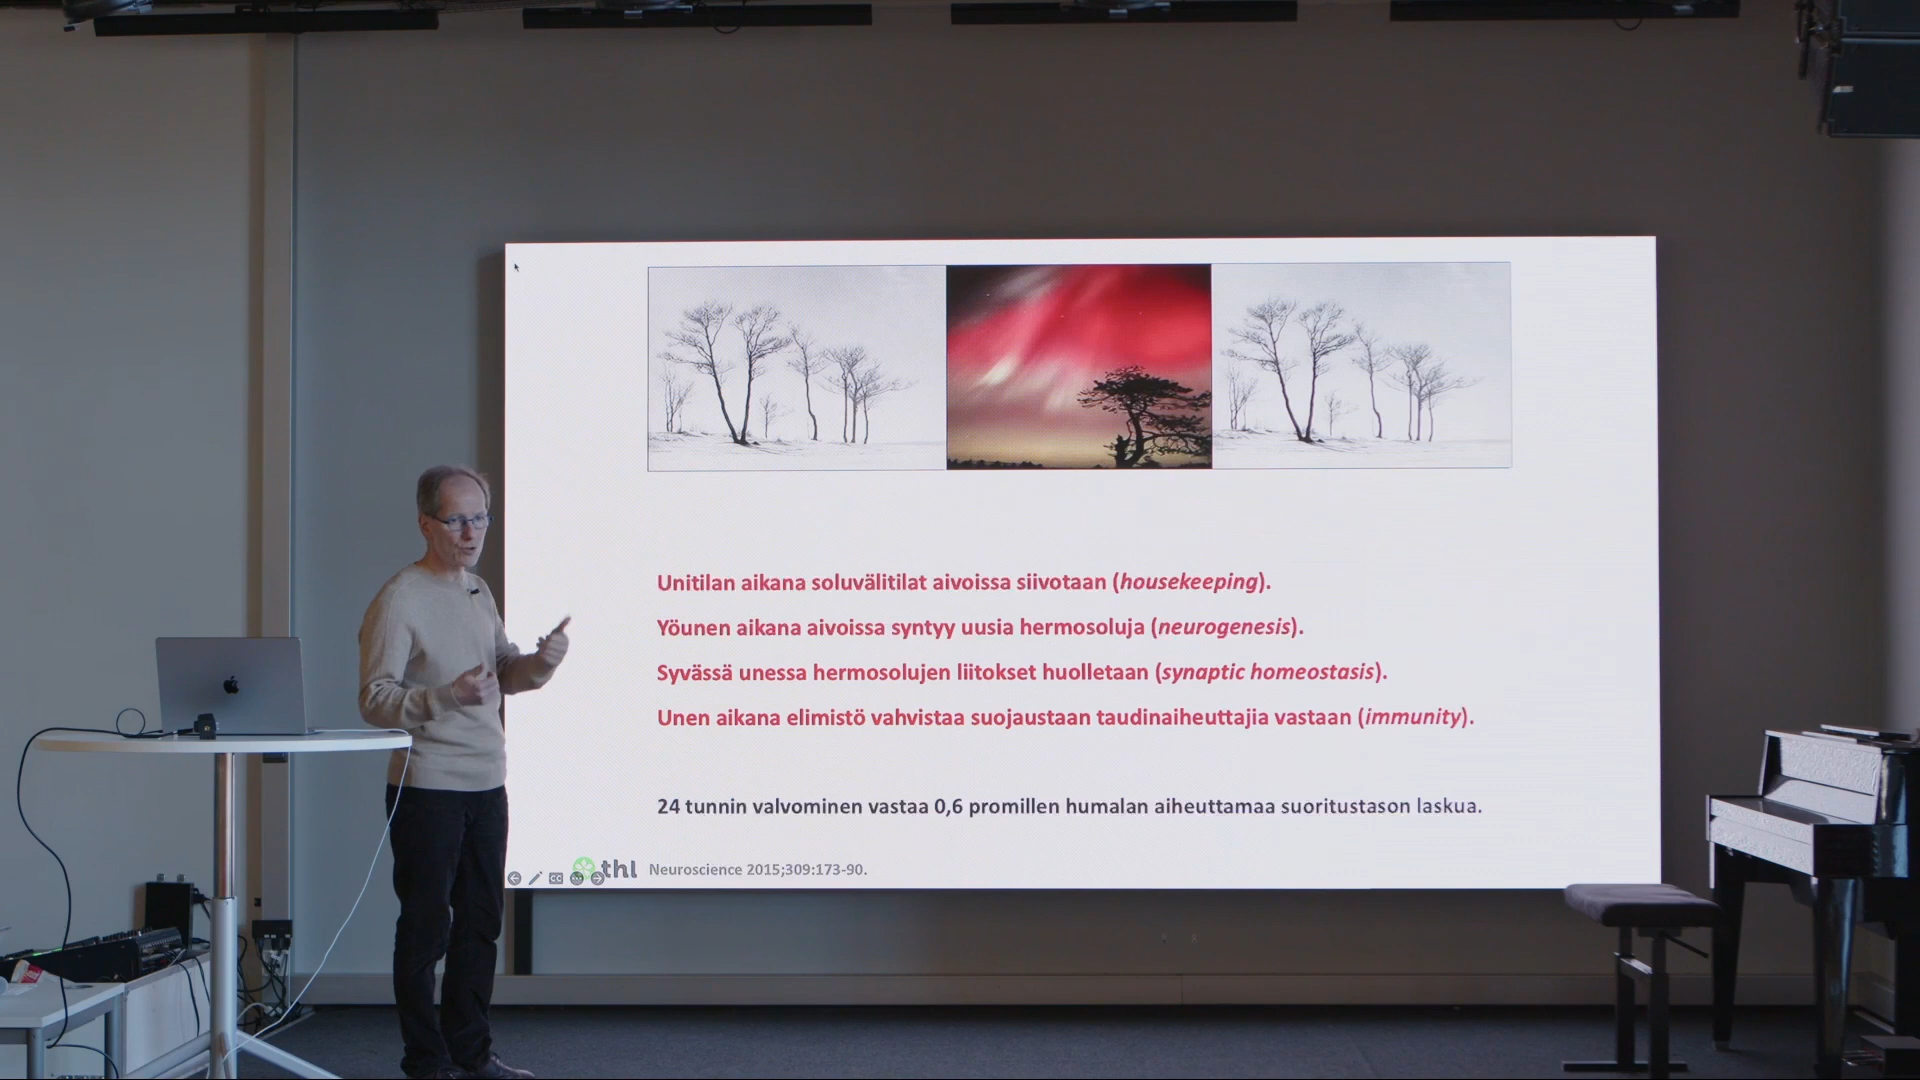 Unitilan aikana soluvälitilat aivoissa siivotaan (housekeeping).
Yöunen aikana aivoissa syntyy uusia hermosoluja (neurogenesis).
Syvässä unessa hermosolujen liitokset huolletaan (synaptic homeostasis).
Unen aikana elimistö vahvistaa suojaustaan taudinaiheuttajia vastaan (immunity).
24 tunnin valvominen vastaa 0,6 promillen humalan aiheuttamaa suoritustason laskua.
CC thl Neuroscience 2015;309:173-90.